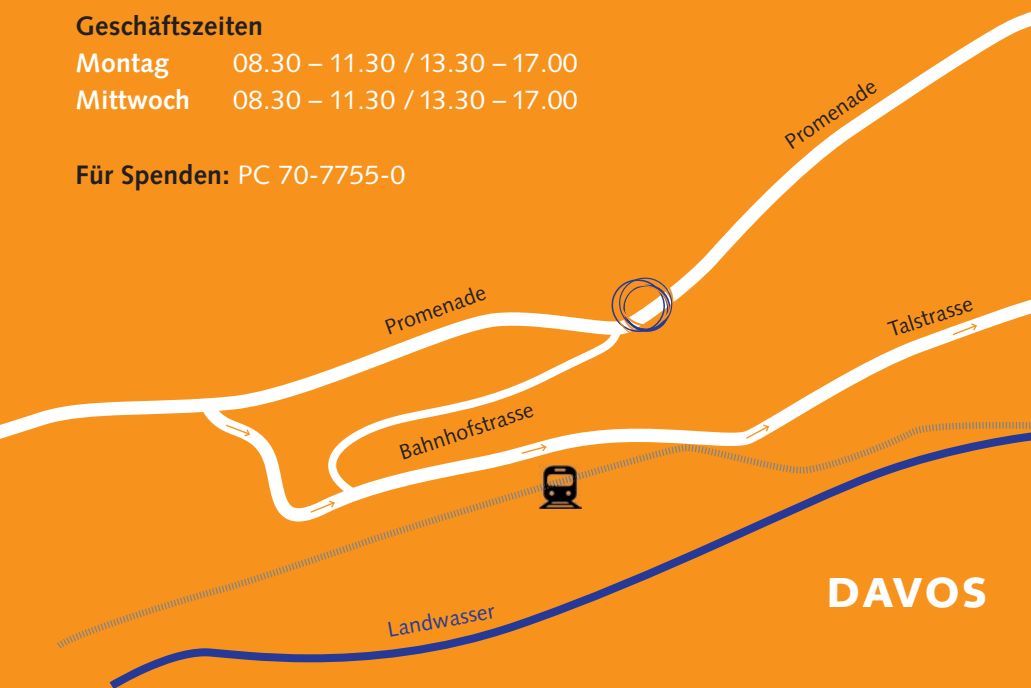 Geschäftszeiten
Montag 08.30 – 11.30 / 13.30 – 17.00
Mittwoch 08.30 – 11.30 / 13.30 – 17.00
Für Spenden: PC 70-7755-0
Promenade
Promenade
Talstrasse
Bahnhofstrasse
DAVOS
Landwasser